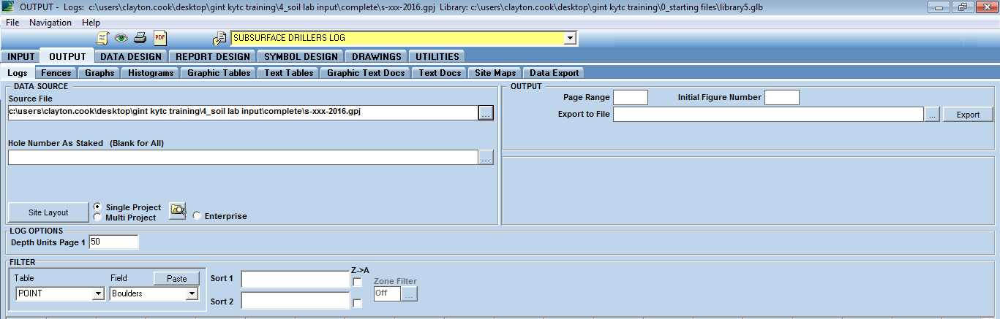 OUTPUT - Logs: c:\users\clayton.cook\desktop\gint kytc training\4_soil lab input\complete\s-xxx-2016.gpj Library: c:\users\clayton.cook\desktop\gint kytc training\0_starting files\library5.glb
File Navigation Help
PDF
SUBSURFACE DRILLERS LOG
INPUT OUTPUT DATA DESIGN REPORT DESIGN SYMBOL DESIGN DRAWINGS UTILITIES
Logs Fences Graphs Histograms Graphic Tables Text Tables Graphic Text Docs Text Docs Site Maps Data Export
DATA SOURCE
Source File
c:\users\clayton.cook\desktop\gint kytc training\4_soil lab input\complete\s-xxx-2016.gpj ...
Hole Number As Staked (Blank for All)
...
Site Layout
Single Project
Multi Project
Enterprise
OUTPUT
Page Range
Initial Figure Number
Export to File
... Export
LOG OPTIONS
Depth Units Page 1 50
FILTER
Table Field Paste
POINT Boulders
Sort 1
Sort 2
Z->A
Zone Filter
Off ...